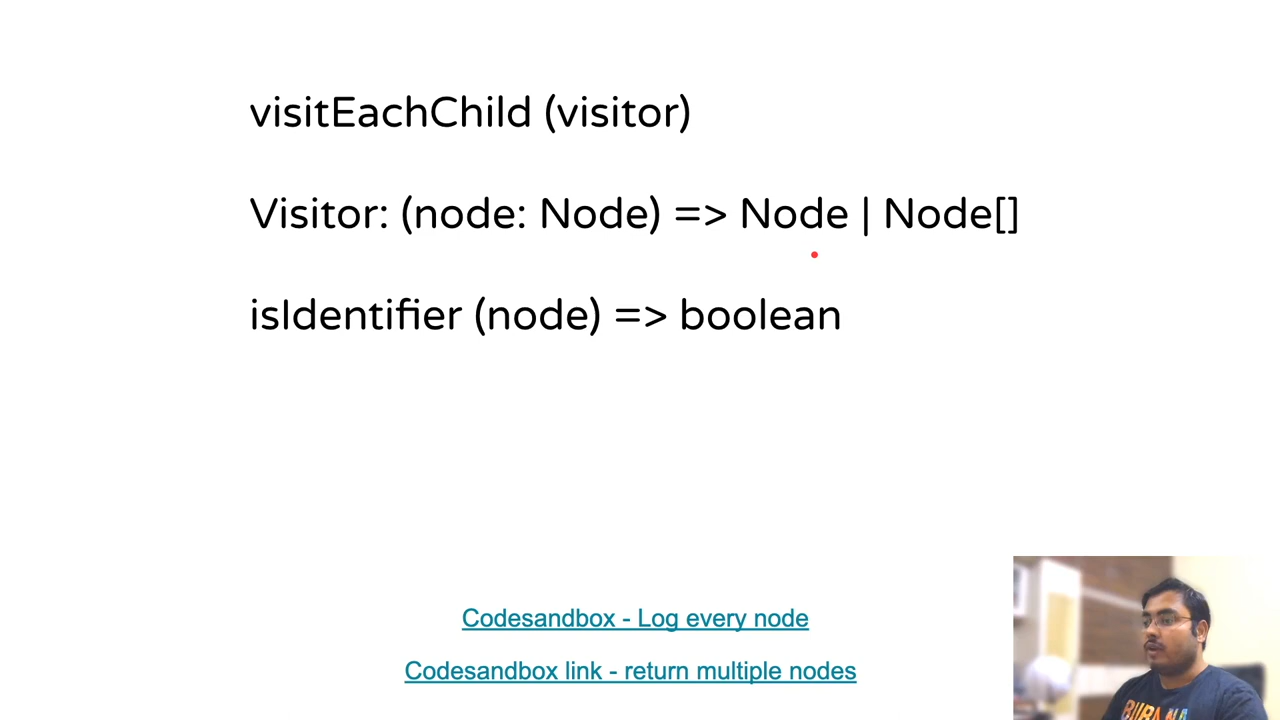 visitEachChild (visitor)
Visitor: (node: Node) => Node | Node[]
isIdentifier (node) => boolean
Codesandbox - Log every node
Codesandbox link - return multiple nodes